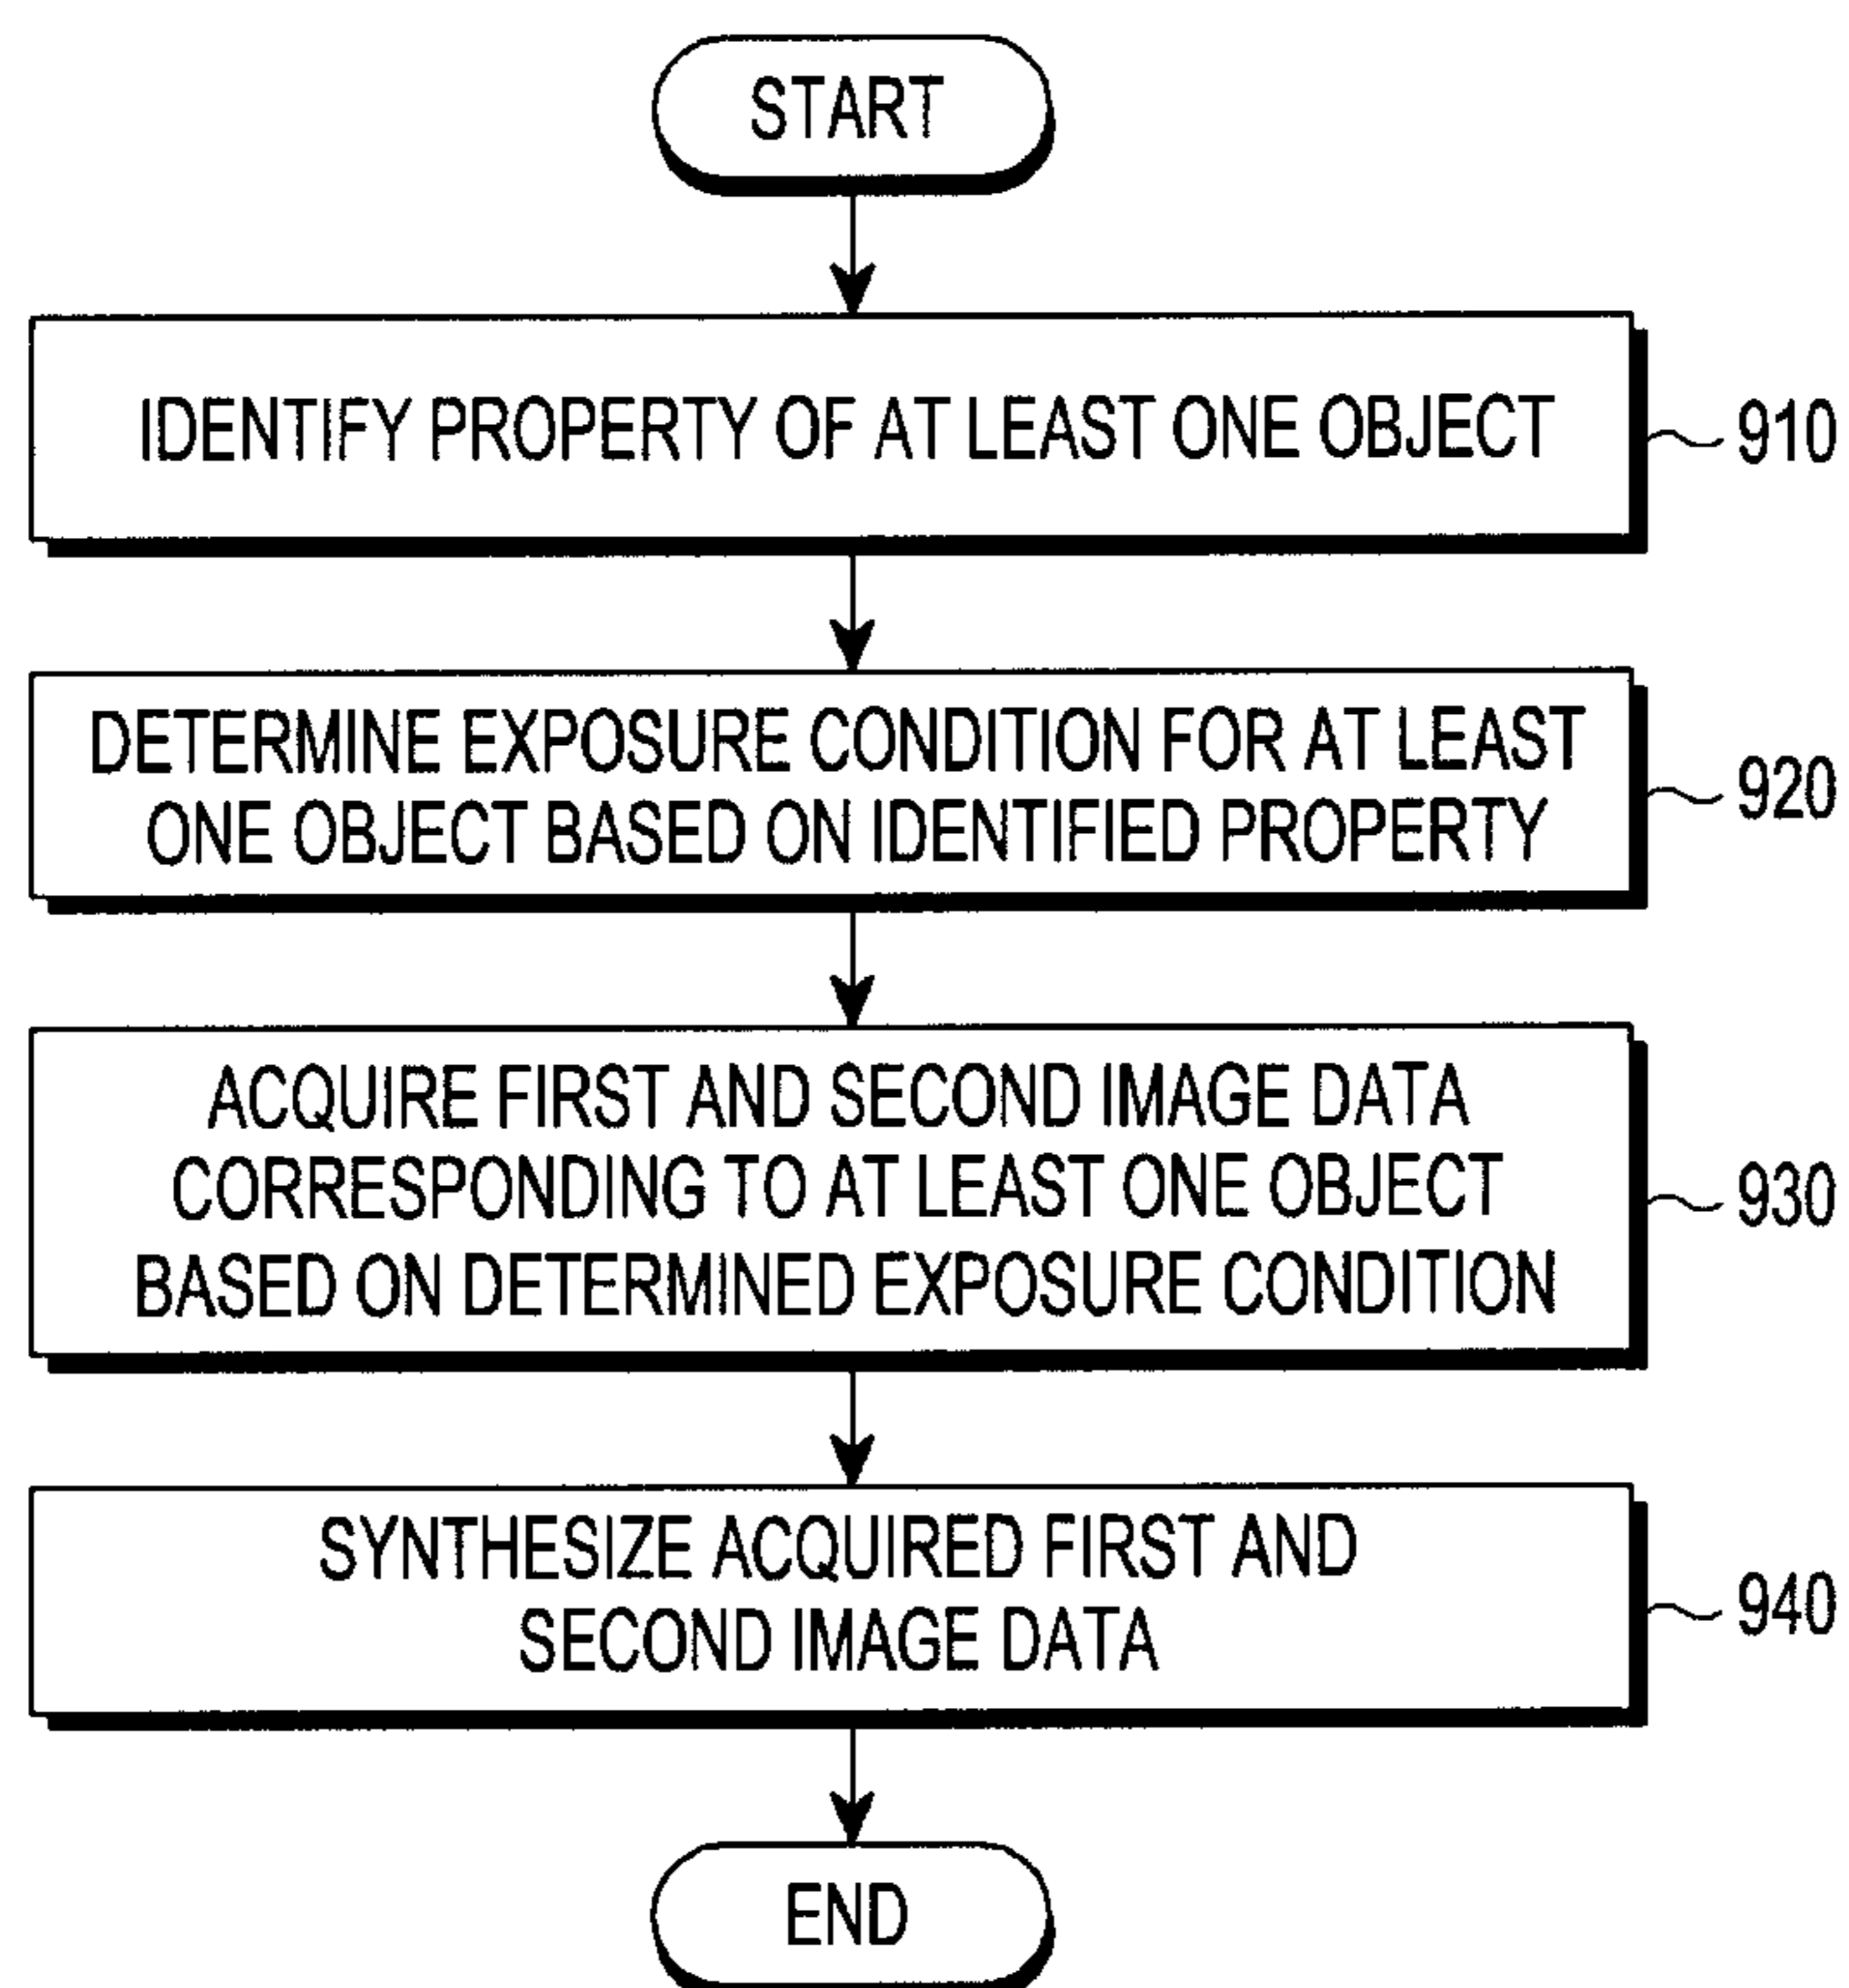 START
IDENTIFY PROPERTY OF AT LEAST ONE OBJECT
910
DETERMINE EXPOSURE CONDITION FOR AT LEAST
ONE OBJECT BASED ON IDENTIFIED PROPERTY
920
ACQUIRE FIRST AND SECOND IMAGE DATA
CORRESPONDING TO AT LEAST ONE OBJECT
BASED ON DETERMINED EXPOSURE CONDITION
930
SYNTHESIZE ACQUIRED FIRST AND
SECOND IMAGE DATA
940
END